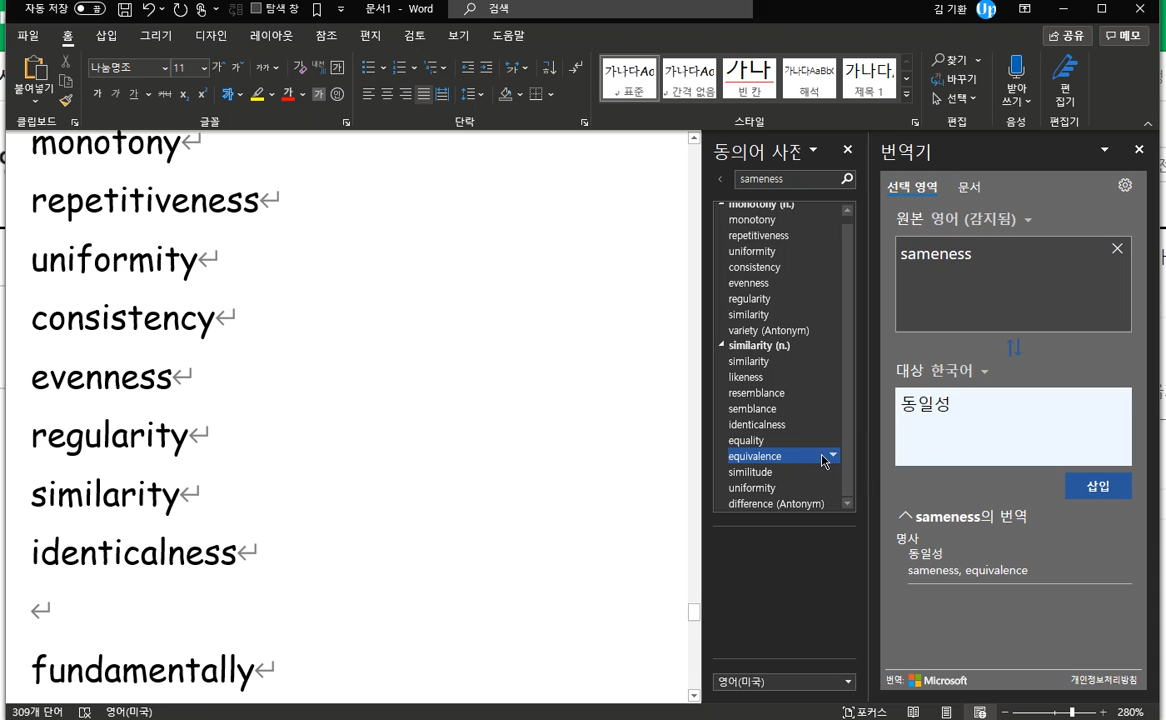 자동 저장 끔 탐색 창 문서1 - Word 검색 김 기환
파일 홈 삽입 그리기 디자인 레이아웃 참조 편지 검토 보기 도움말 공유 메모
붙여넣기 나눔명조 11 가나다Aa 가나다Aa 가나 가나다AaBbC 가나다. 찾기 바꾸기 선택 받아쓰기 편집기
표준 간격 없음 빈 칸 해석 제목 1
클립보드 글꼴 단락 스타일 편집 음성 편집기
monotony
repetitiveness
uniformity
consistency
evenness
regularity
similarity
identicalness
fundamentally
동의어 사전
sameness
monotony (n.)
monotony
repetitiveness
uniformity
consistency
evenness
regularity
similarity
variety (Antonym)
similarity (n.)
similarity
likeness
resemblance
semblance
identicalness
equality
equivalence
similitude
uniformity
difference (Antonym)
영어(미국)
번역기
선택 영역 문서
원본 영어 (감지됨)
sameness
대상 한국어
동일성
삽입
sameness의 번역
명사
동일성
sameness, equivalence
번역: Microsoft 개인정보처리방침
309개 단어 영어(미국) 포커스 280%